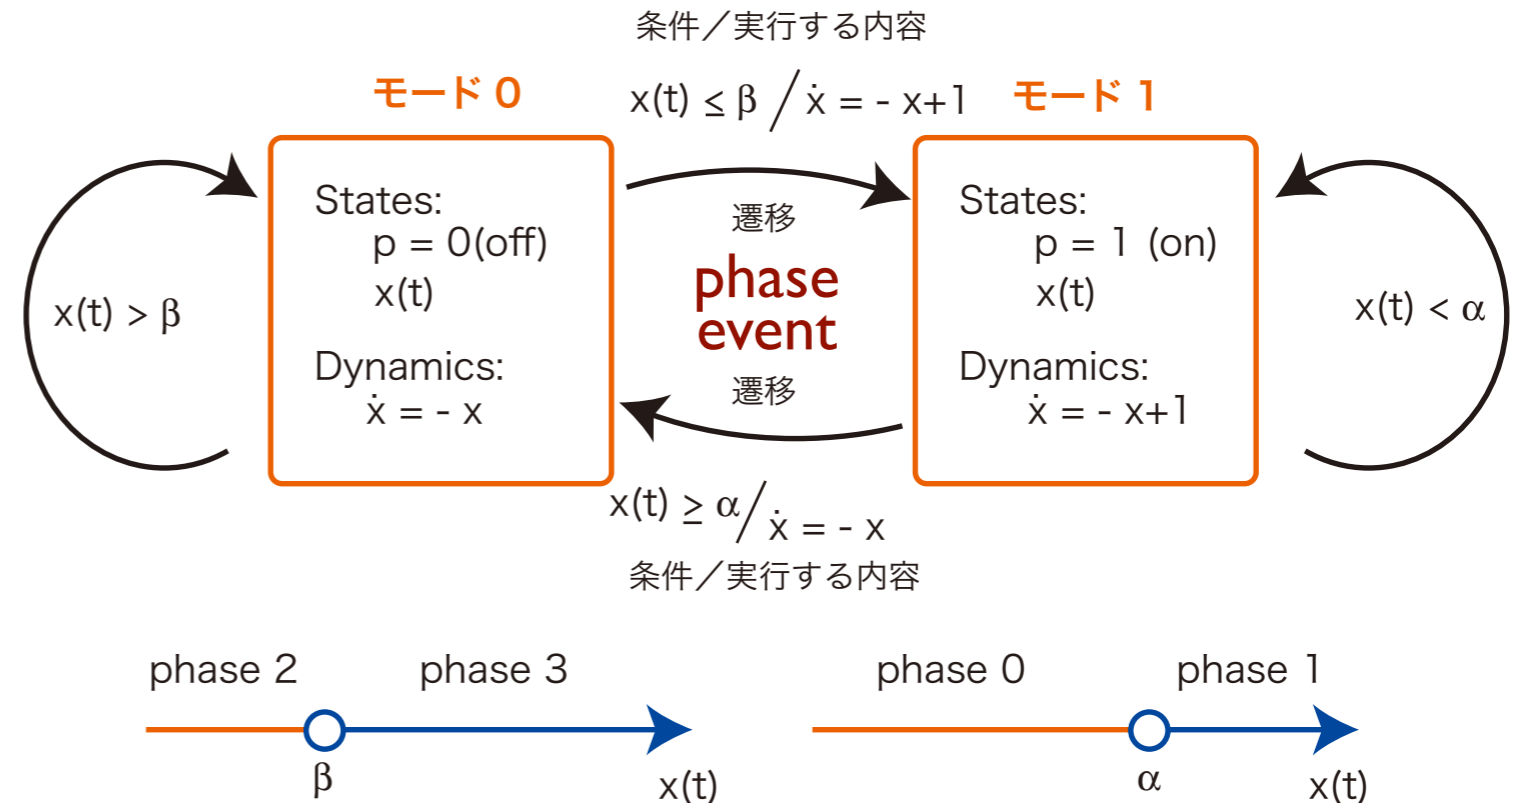 条件／実行する内容
モード 0
x(t) ≤ β / ẋ = - x+1
モード 1
States:
p = 0(off)
x(t)
Dynamics:
ẋ = - x
x(t) > β
遷移
phase
event
遷移
States:
p = 1 (on)
x(t)
Dynamics:
ẋ = - x+1
x(t) < α
x(t) ≥ α / ẋ = - x
条件／実行する内容
phase 2
phase 3
β
x(t)
phase 0
phase 1
α
x(t)